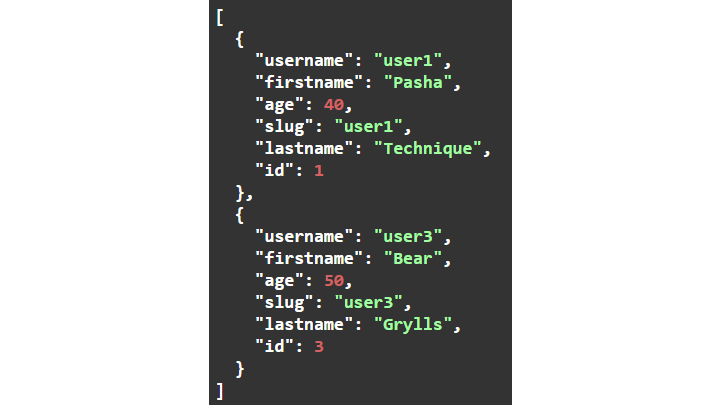 [
  {
    "username": "user1",
    "firstname": "Pasha",
    "age": 40,
    "slug": "user1",
    "lastname": "Technique",
    "id": 1
  },
  {
    "username": "user3",
    "firstname": "Bear",
    "age": 50,
    "slug": "user3",
    "lastname": "Grylls",
    "id": 3
  }
]